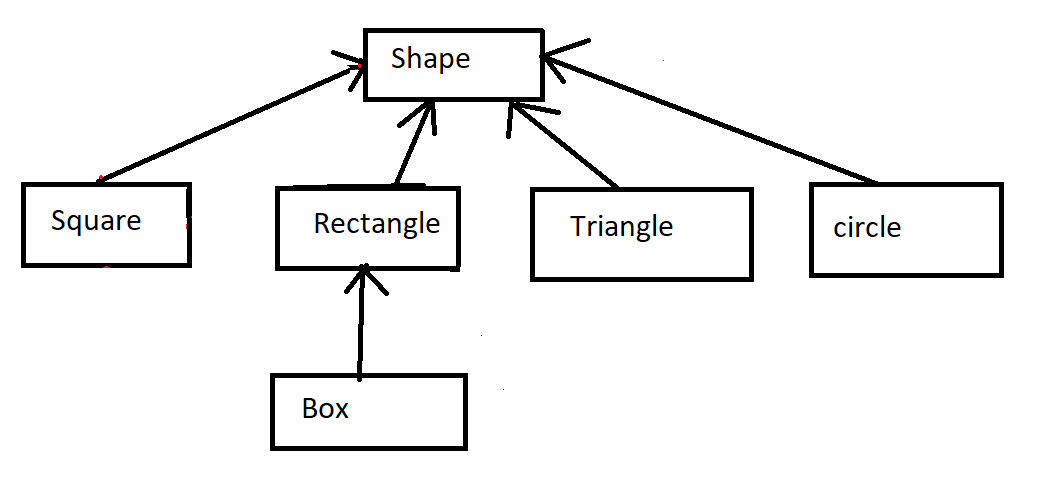 Shape
Square
Rectangle
Triangle
circle
Box